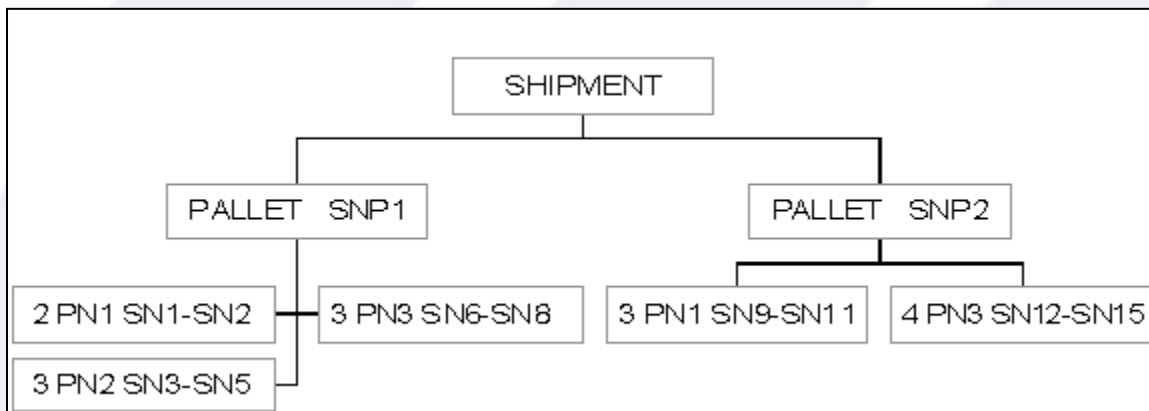 SHIPMENT
PALLET SNP1
PALLET SNP2
2 PN1 SN1-SN2
3 PN3 SN6-SN8
3 PN1 SN9-SN11
4 PN3 SN12-SN15
3 PN2 SN3-SN5